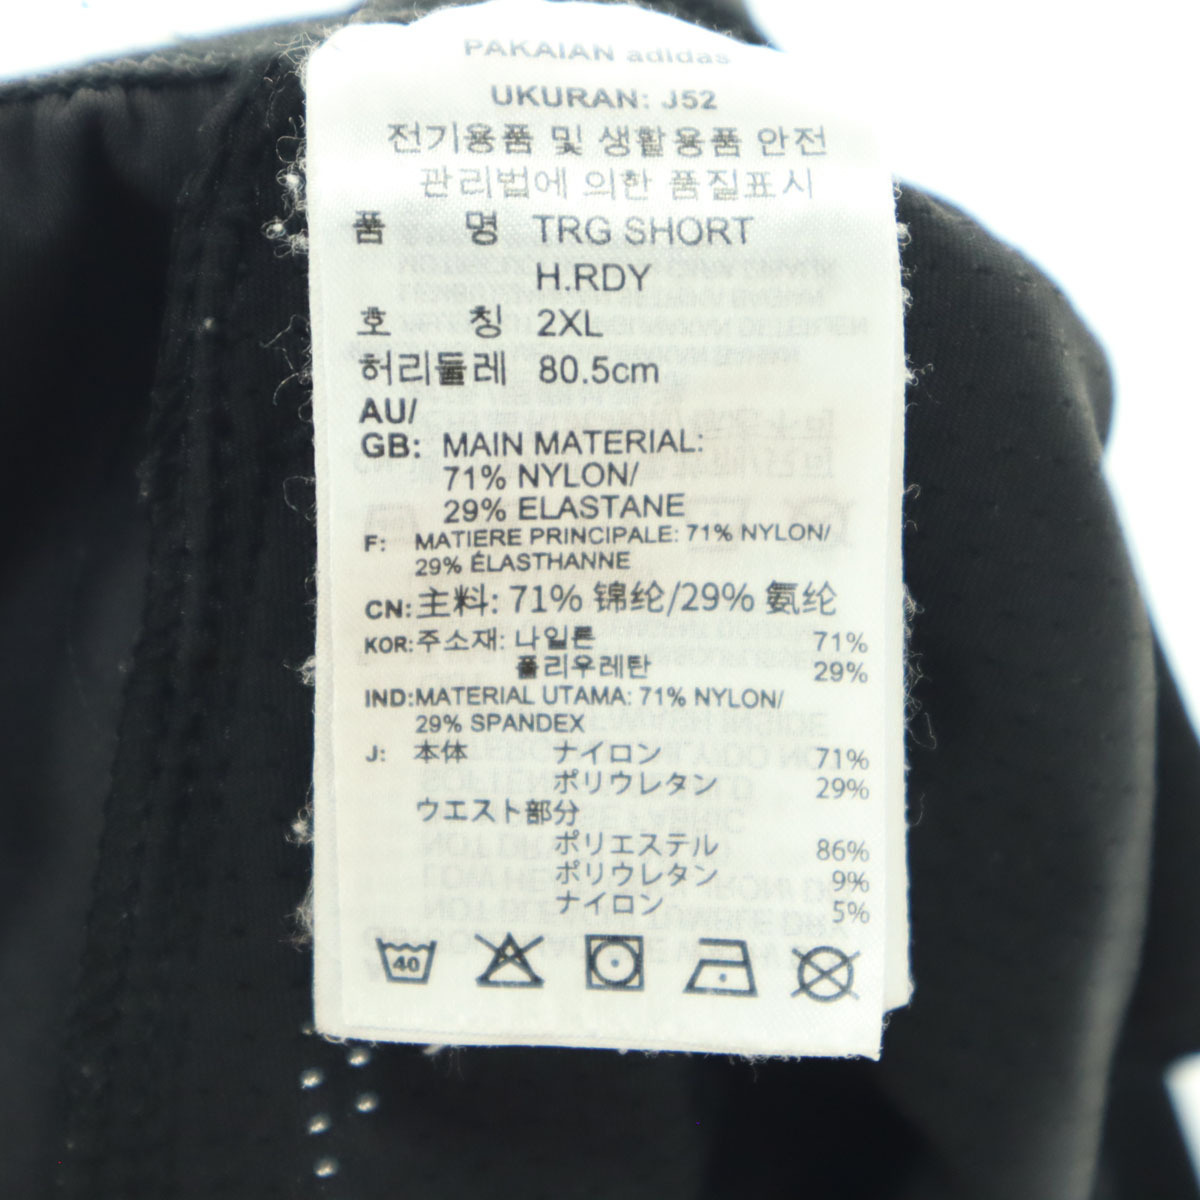 PAKAIAN adidas
UKURAN: J52
전기용품 및 생활용품 안전
관리법에 의한 품질표시
품 명 TRG SHORT
H.RDY
호 칭 2XL
허리둘레 80.5cm
AU/
GB: MAIN MATERIAL:
71% NYLON/
29% ELASTANE
F: MATIERE PRINCIPALE: 71% NYLON/
29% ÉLASTHANNE
CN: 主料: 71% 锦纶/29% 氨纶
KOR: 주소재: 나일론 71%
폴리우레탄 29%
IND: MATERIAL UTAMA: 71% NYLON/
29% SPANDEX
J: 本体 ナイロン 71%
ポリウレタン 29%
ウエスト部分
ポリエステル 86%
ポリウレタン 9%
ナイロン 5%
40